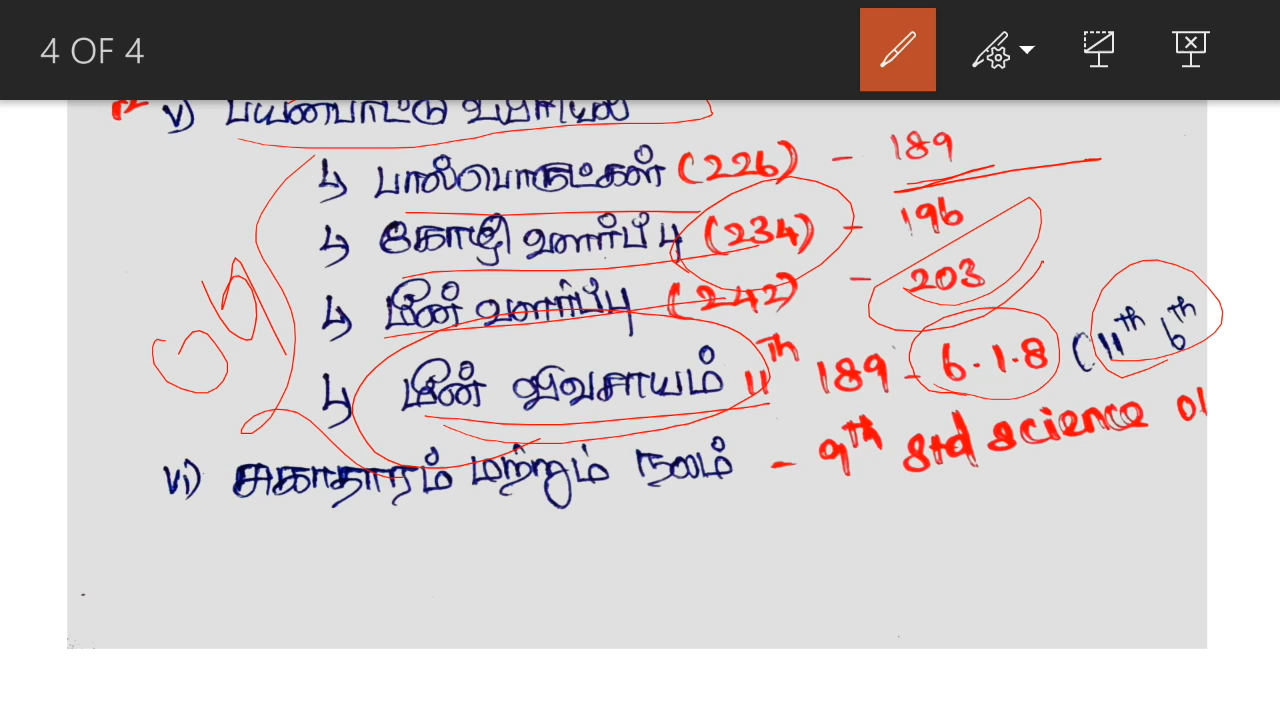 4 OF 4
v) பயன்பாட்டு உயிரியல்
↳ பால்பொருட்கள் (226) - 189
↳ கோழி வளர்ப்பு (234) - 196
↳ மீன் வளர்ப்பு (242) - 203
↳ மீன் விவசாயம் 11th 189 - 6.1.8 (11th 6th
vi) சுகாதாரம் மற்றும் நலம் - 9th std science